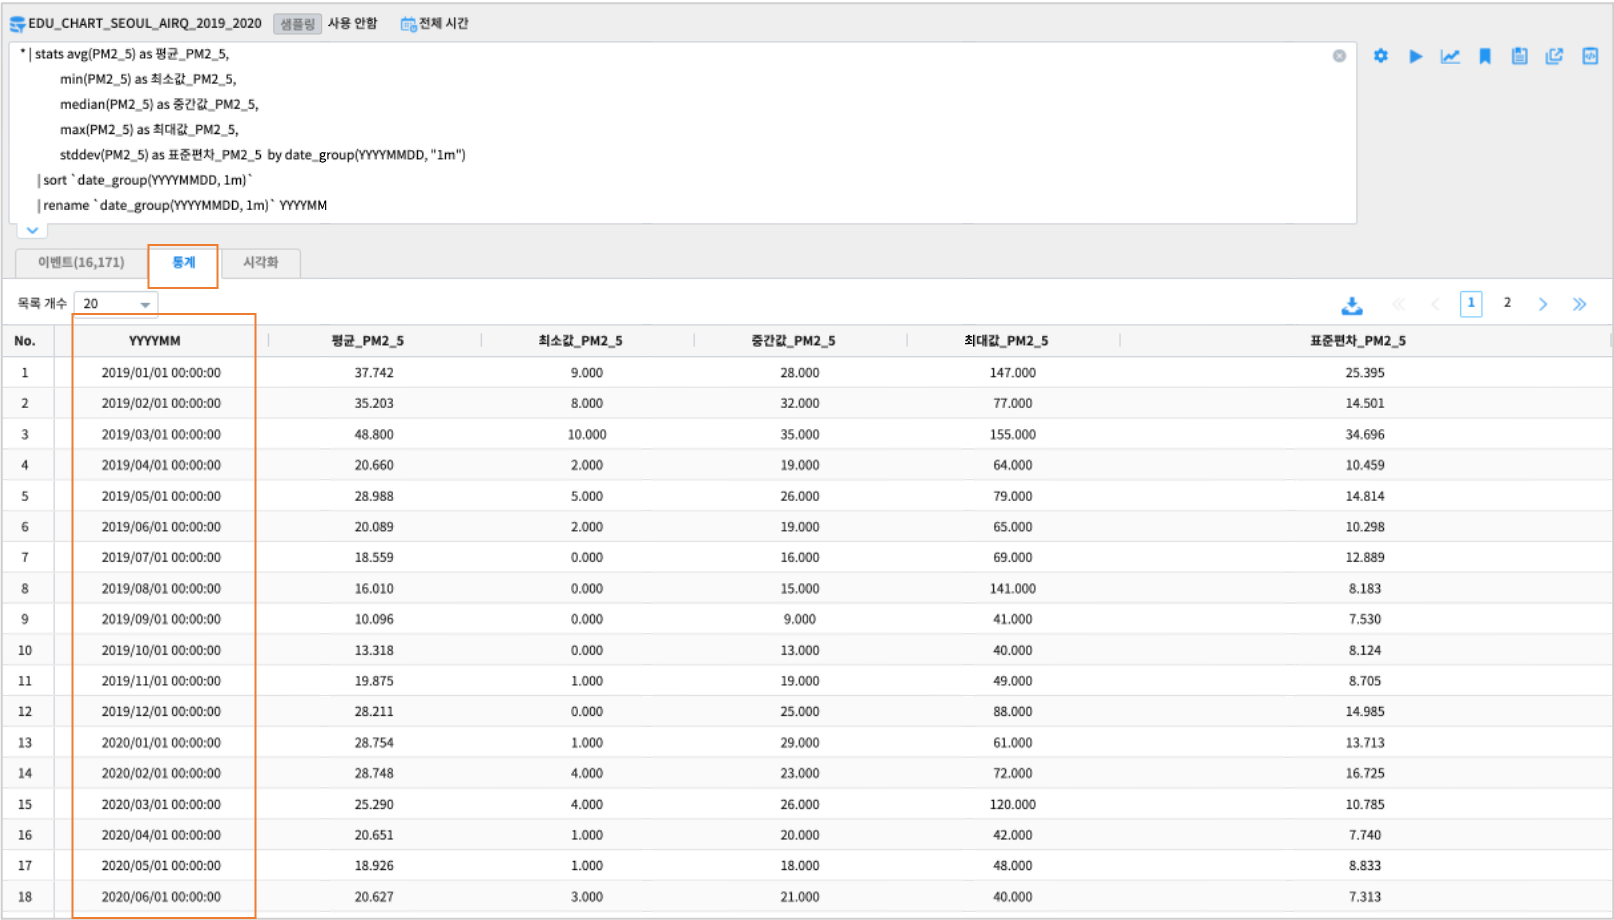 EDU_CHART_SEOUL_AIRQ_2019_2020 샘플링 사용 안함 전체 시간
* | stats avg(PM2_5) as 평균_PM2_5,
min(PM2_5) as 최소값_PM2_5,
median(PM2_5) as 중간값_PM2_5,
max(PM2_5) as 최대값_PM2_5,
stddev(PM2_5) as 표준편차_PM2_5 by date_group(YYYYMMDD, "1m")
| sort `date_group(YYYYMMDD, 1m)`
| rename `date_group(YYYYMMDD, 1m)` YYYYMM
이벤트(16,171) 통계 시각화
목록 개수 20 1 2
No. YYYYMM 평균_PM2_5 최소값_PM2_5 중간값_PM2_5 최대값_PM2_5 표준편차_PM2_5
1 2019/01/01 00:00:00 37.742 9.000 28.000 147.000 25.395
2 2019/02/01 00:00:00 35.203 8.000 32.000 77.000 14.501
3 2019/03/01 00:00:00 48.800 10.000 35.000 155.000 34.696
4 2019/04/01 00:00:00 20.660 2.000 19.000 64.000 10.459
5 2019/05/01 00:00:00 28.988 5.000 26.000 79.000 14.814
6 2019/06/01 00:00:00 20.089 2.000 19.000 65.000 10.298
7 2019/07/01 00:00:00 18.559 0.000 16.000 69.000 12.889
8 2019/08/01 00:00:00 16.010 0.000 15.000 141.000 8.183
9 2019/09/01 00:00:00 10.096 0.000 9.000 41.000 7.530
10 2019/10/01 00:00:00 13.318 0.000 13.000 40.000 8.124
11 2019/11/01 00:00:00 19.875 1.000 19.000 49.000 8.705
12 2019/12/01 00:00:00 28.211 0.000 25.000 88.000 14.985
13 2020/01/01 00:00:00 28.754 1.000 29.000 61.000 13.713
14 2020/02/01 00:00:00 28.748 4.000 23.000 72.000 16.725
15 2020/03/01 00:00:00 25.290 4.000 26.000 120.000 10.785
16 2020/04/01 00:00:00 20.651 1.000 20.000 42.000 7.740
17 2020/05/01 00:00:00 18.926 1.000 18.000 48.000 8.833
18 2020/06/01 00:00:00 20.627 3.000 21.000 40.000 7.313